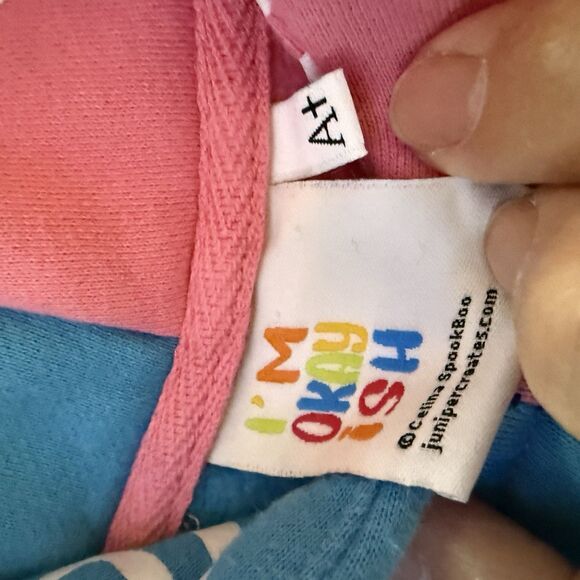 A+
I'M
OKAY
iSH
© Celina SpookBoo
junipercreates.com